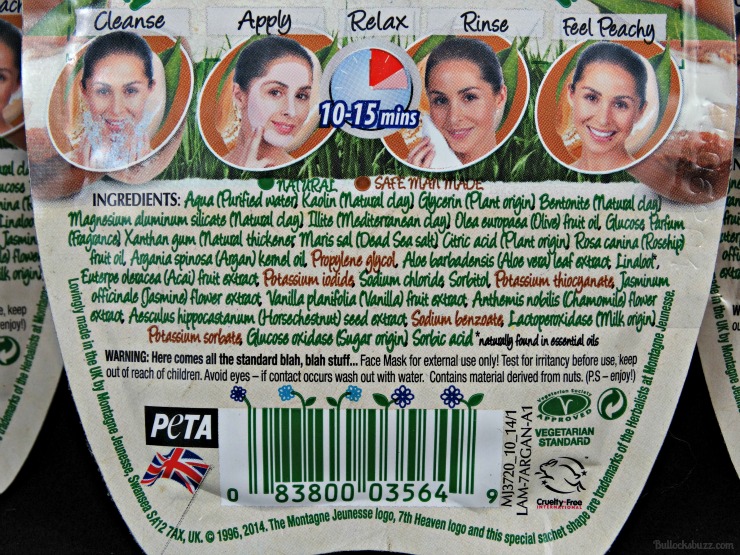 Cleanse Apply Relax Rinse Feel Peachy
10-15 mins
NATURAL SAFE MAN MADE
INGREDIENTS: Aqua (Purified water) Kaolin (Natural clay) Glycerin (Plant origin) Bentonite (Natural clay)
Magnesium aluminum silicate (Natural clay) Illite (Mediterranean clay) Olea europaea (Olive) fruit oil, Glucose, Parfum
(Fragrance) Xanthan gum (Natural thickener) Maris sal (Dead Sea salt) Citric acid (Plant origin) Rosa canina (Rosehip)
fruit oil, Argania spinosa (Argan) kernel oil, Propylene glycol, Aloe barbadensis (Aloe vera) leaf extract, Linalool*,
Euterpe oleracea (Acai) fruit extract, Potassium iodide, Sodium chloride, Sorbitol, Potassium thiocyanate, Jasminum
officinale (Jasmine) flower extract, Vanilla planifolia (Vanilla) fruit extract, Anthemis nobilis (Chamomile) flower
extract, Aesculus hippocastanum (Horsechestnut) seed extract, Sodium benzoate, Lactoperoxidase (Milk origin)
Potassium sorbate, Glucose oxidase (Sugar origin) Sorbic acid *naturally found in essential oils
WARNING: Here comes all the standard blah, blah stuff... Face Mask for external use only! Test for irritancy before use, keep
out of reach of children. Avoid eyes – if contact occurs wash out with water. Contains material derived from nuts. (P.S – enjoy!)
PETA
0 83800 03564 9
MJ3720_10_14/1
LAM-7ARGAN-A1
Vegetarian Society
APPROVED
VEGETARIAN
STANDARD
Cruelty-Free
INTERNATIONAL
Lovingly made in the UK by Montagne Jeunesse, Swansea SA12 7AX, UK. © 1996, 2014. The Montagne Jeunesse logo, 7th Heaven logo and this special sachet shape are trademarks of the Herbalists at Montagne Jeunesse.
Bullocksbuzz.com